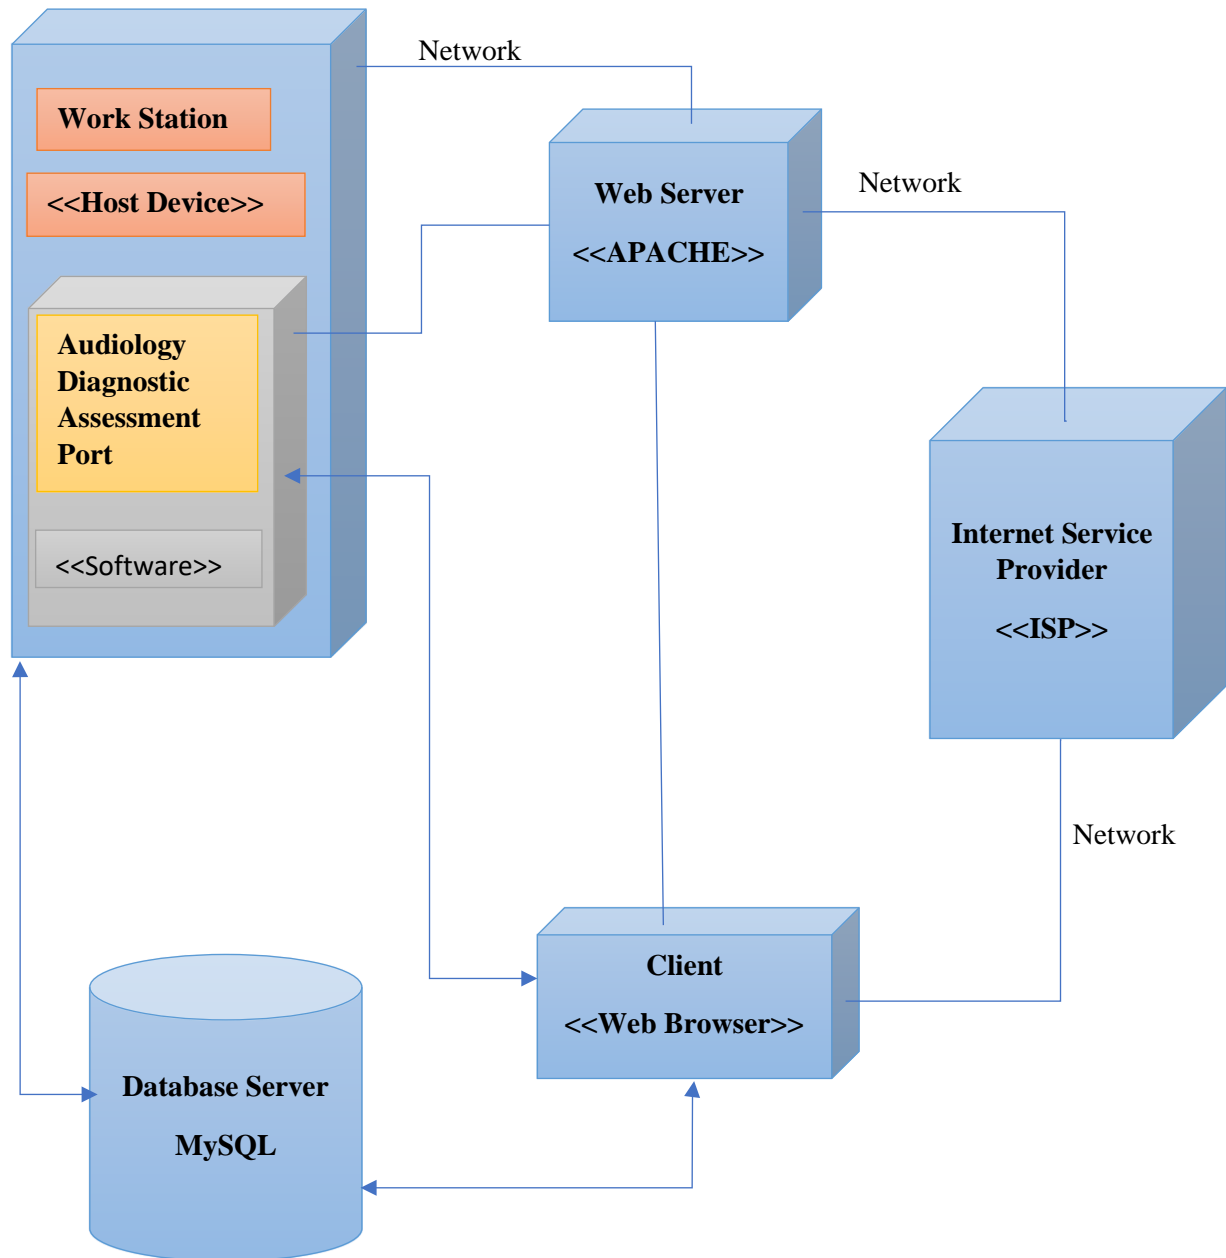 Network
Work Station
<<Host Device>>
Web Server
<<APACHE>>
Network
Audiology
Diagnostic
Assessment
Port
<<Software>>
Internet Service
Provider
<<ISP>>
Network
Client
<<Web Browser>>
Database Server
MySQL